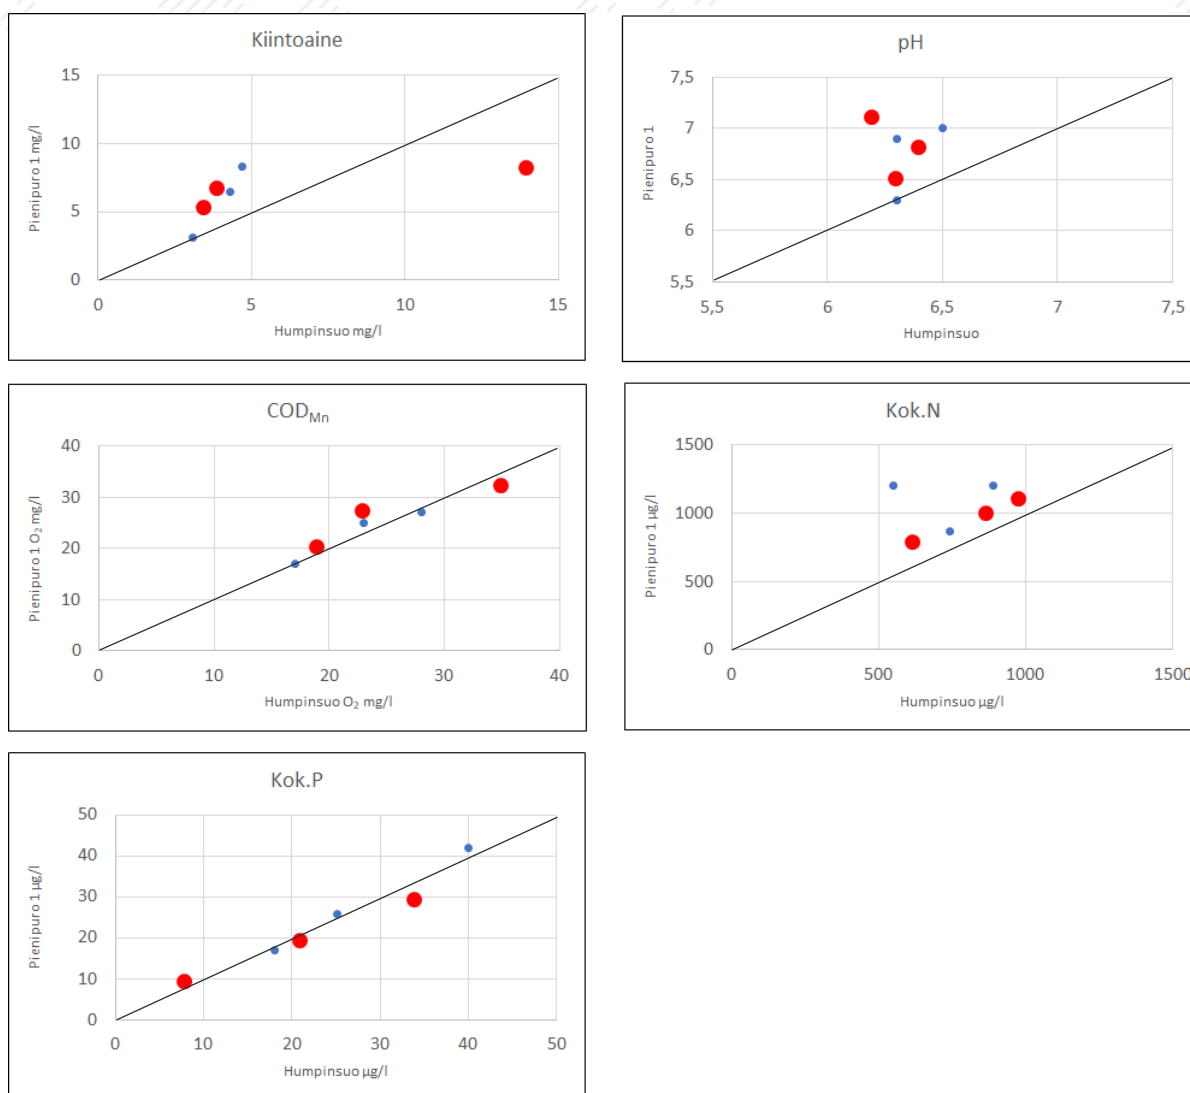 Kiintoaine
Pienipuro 1 mg/l
15
10
5
0
0 5 10 15
Humpinsuo mg/l
pH
Pienipuro 1
7,5
7
6,5
6
5,5
5,5 6 6,5 7 7,5
Humpinsuo
COD<sub>Mn</sub>
Pienipuro 1 O₂ mg/l
40
30
20
10
0
0 10 20 30 40
Humpinsuo O₂ mg/l
Kok.N
Pienipuro 1 µg/l
1500
1000
500
0
0 500 1000 1500
Humpinsuo µg/l
Kok.P
Pienipuro 1 µg/l
50
40
30
20
10
0
0 10 20 30 40 50
Humpinsuo µg/l